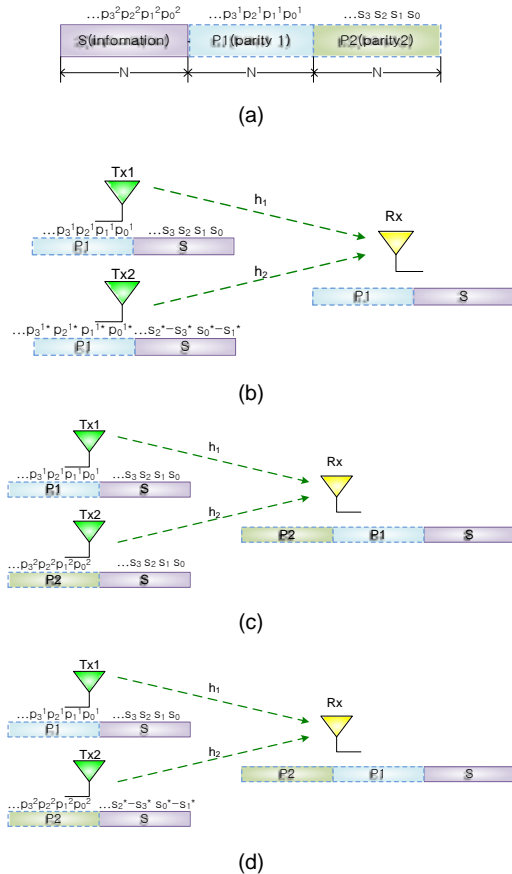 ...p₃²p₂²p₁²p₀² ...p₃¹p₂¹p₁¹p₀¹ ...s₃ s₂ s₁ s₀
S(infomation) P1(parity 1) P2(parity2)
N N N
(a)
Tx1
h₁
Rx
...p₃¹p₂¹p₁¹p₀¹ ...s₃ s₂ s₁ s₀
P1 S
Tx2
h₂
P1 S
...p₃¹* p₂¹* p₁¹* p₀¹* ...s₂*-s₃* s₀*-s₁*
P1 S
(b)
Tx1
h₁
Rx
...p₃¹p₂¹p₁¹p₀¹ ...s₃ s₂ s₁ s₀
P1 S
Tx2
h₂
P2 P1 S
...p₃²p₂²p₁²p₀² ...s₃ s₂ s₁ s₀
P2 S
(c)
Tx1
h₁
Rx
...p₃¹p₂¹p₁¹p₀¹ ...s₃ s₂ s₁ s₀
P1 S
Tx2
h₂
P2 P1 S
...p₃²p₂²p₁²p₀² ...s₂*-s₃* s₀*-s₁*
P2 S
(d)